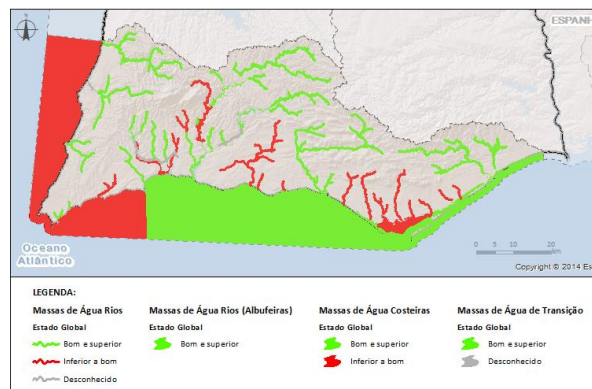 ESPANH
Oceano
Atlântico
0 5 10 20
Copyright © 2014 Es
LEGENDA:
Massas de Água Rios
Estado Global
Bom e superior
Inferior a bom
Desconhecido
Massas de Água Rios (Albufeiras)
Estado Global
Bom e superior
Massas de Água Costeiras
Estado Global
Bom e superior
Inferior a bom
Massas de Água de Transição
Estado Global
Bom e superior
Desconhecido